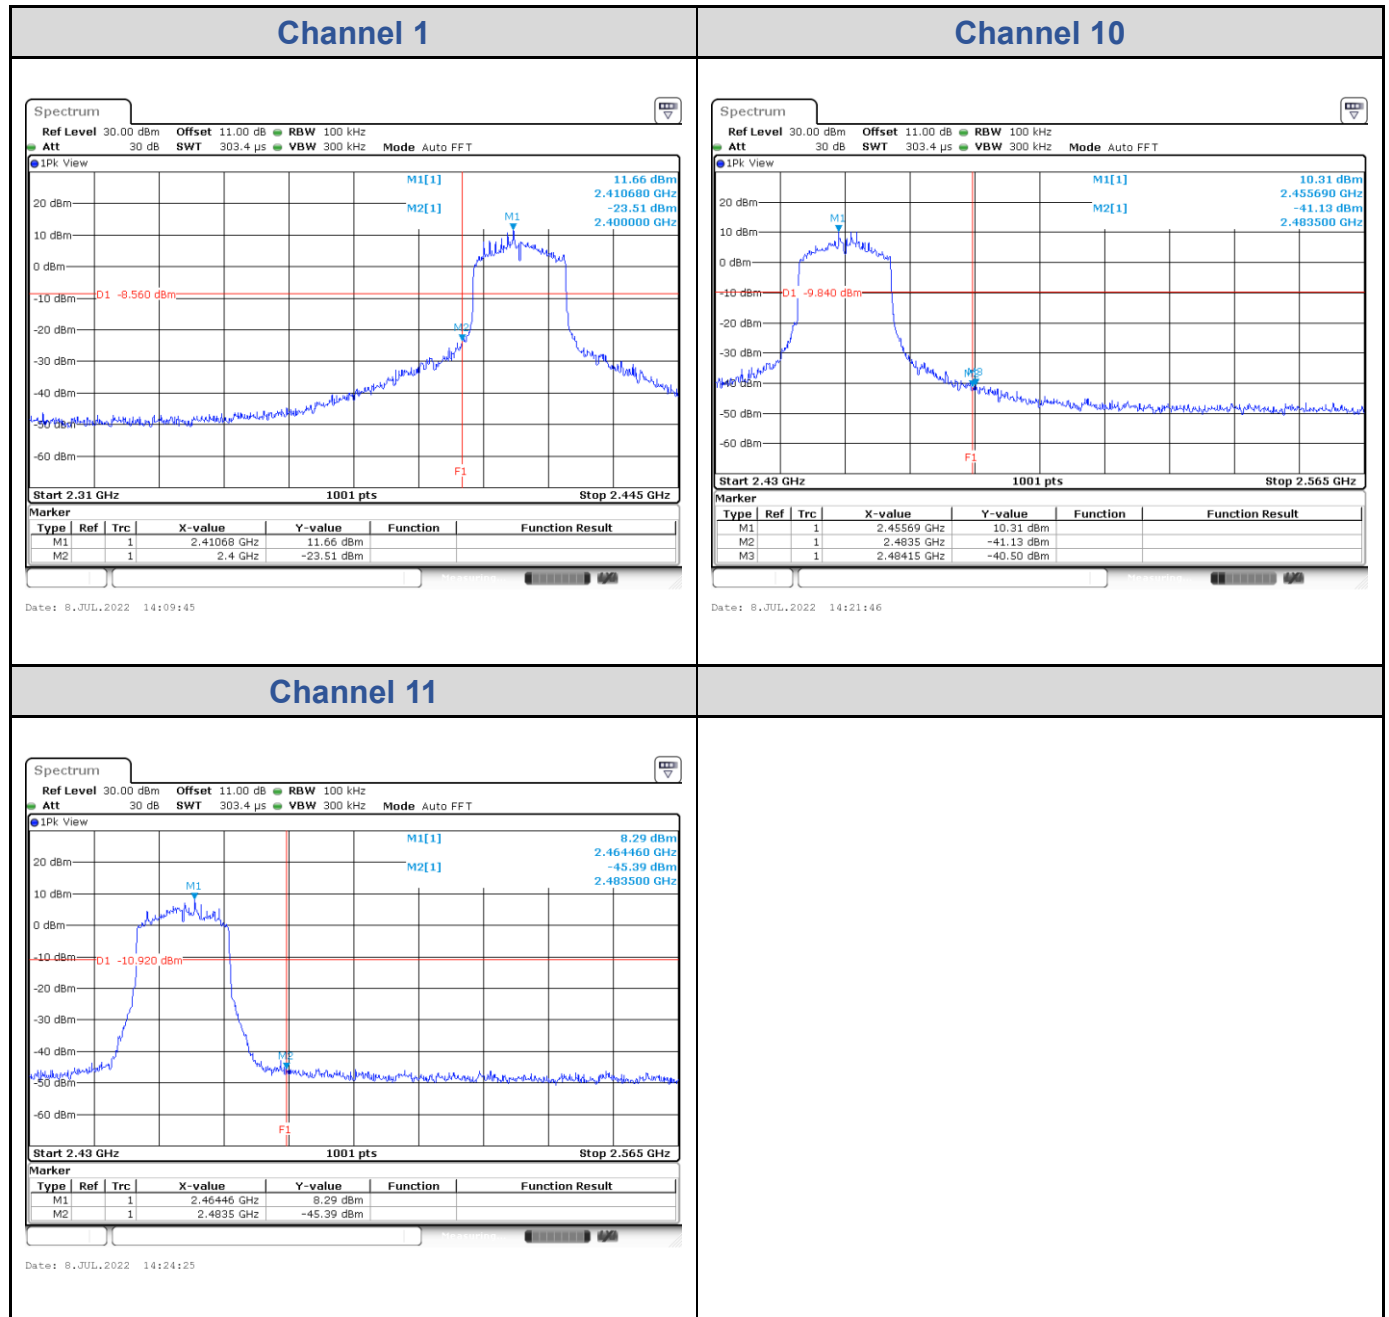 Channel 1
Spectrum
Ref Level 30.00 dBm Offset 11.00 dB RBW 100 kHz
Att 30 dB SWT 303.4 µs VBW 300 kHz Mode Auto FFT
1Pk View
M1[1] 11.66 dBm
2.410680 GHz
M2[1] -23.51 dBm
2.400000 GHz
M1
20 dBm
10 dBm
0 dBm
D1 -8.560 dBm
-10 dBm
-20 dBm
M2
-30 dBm
-40 dBm
-50 dBm
-60 dBm
F1
Start 2.31 GHz 1001 pts Stop 2.445 GHz
Marker
Type Ref Trc X-value Y-value Function Function Result
M1 1 2.41068 GHz 11.66 dBm
M2 1 2.4 GHz -23.51 dBm
Date: 8.JUL.2022 14:09:45
Channel 10
Spectrum
Ref Level 30.00 dBm Offset 11.00 dB RBW 100 kHz
Att 30 dB SWT 303.4 µs VBW 300 kHz Mode Auto FFT
1Pk View
M1[1] 10.31 dBm
2.455690 GHz
M2[1] -41.13 dBm
2.483500 GHz
20 dBm
M1
10 dBm
0 dBm
-10 dBm D1 -9.840 dBm
-20 dBm
-30 dBm
-40 dBm
-50 dBm
-60 dBm
F1
Start 2.43 GHz 1001 pts Stop 2.565 GHz
Marker
Type Ref Trc X-value Y-value Function Function Result
M1 1 2.45569 GHz 10.31 dBm
M2 1 2.4835 GHz -41.13 dBm
M3 1 2.48415 GHz -40.50 dBm
Date: 8.JUL.2022 14:21:46
Channel 11
Spectrum
Ref Level 30.00 dBm Offset 11.00 dB RBW 100 kHz
Att 30 dB SWT 303.4 µs VBW 300 kHz Mode Auto FFT
1Pk View
M1[1] 8.29 dBm
2.464460 GHz
M2[1] -45.39 dBm
2.483500 GHz
20 dBm
M1
10 dBm
0 dBm
-10 dBm
D1 -10.920 dBm
-20 dBm
-30 dBm
-40 dBm
M2
-50 dBm
-60 dBm
F1
Start 2.43 GHz 1001 pts Stop 2.565 GHz
Marker
Type Ref Trc X-value Y-value Function Function Result
M1 1 2.46446 GHz 8.29 dBm
M2 1 2.4835 GHz -45.39 dBm
Date: 8.JUL.2022 14:24:25